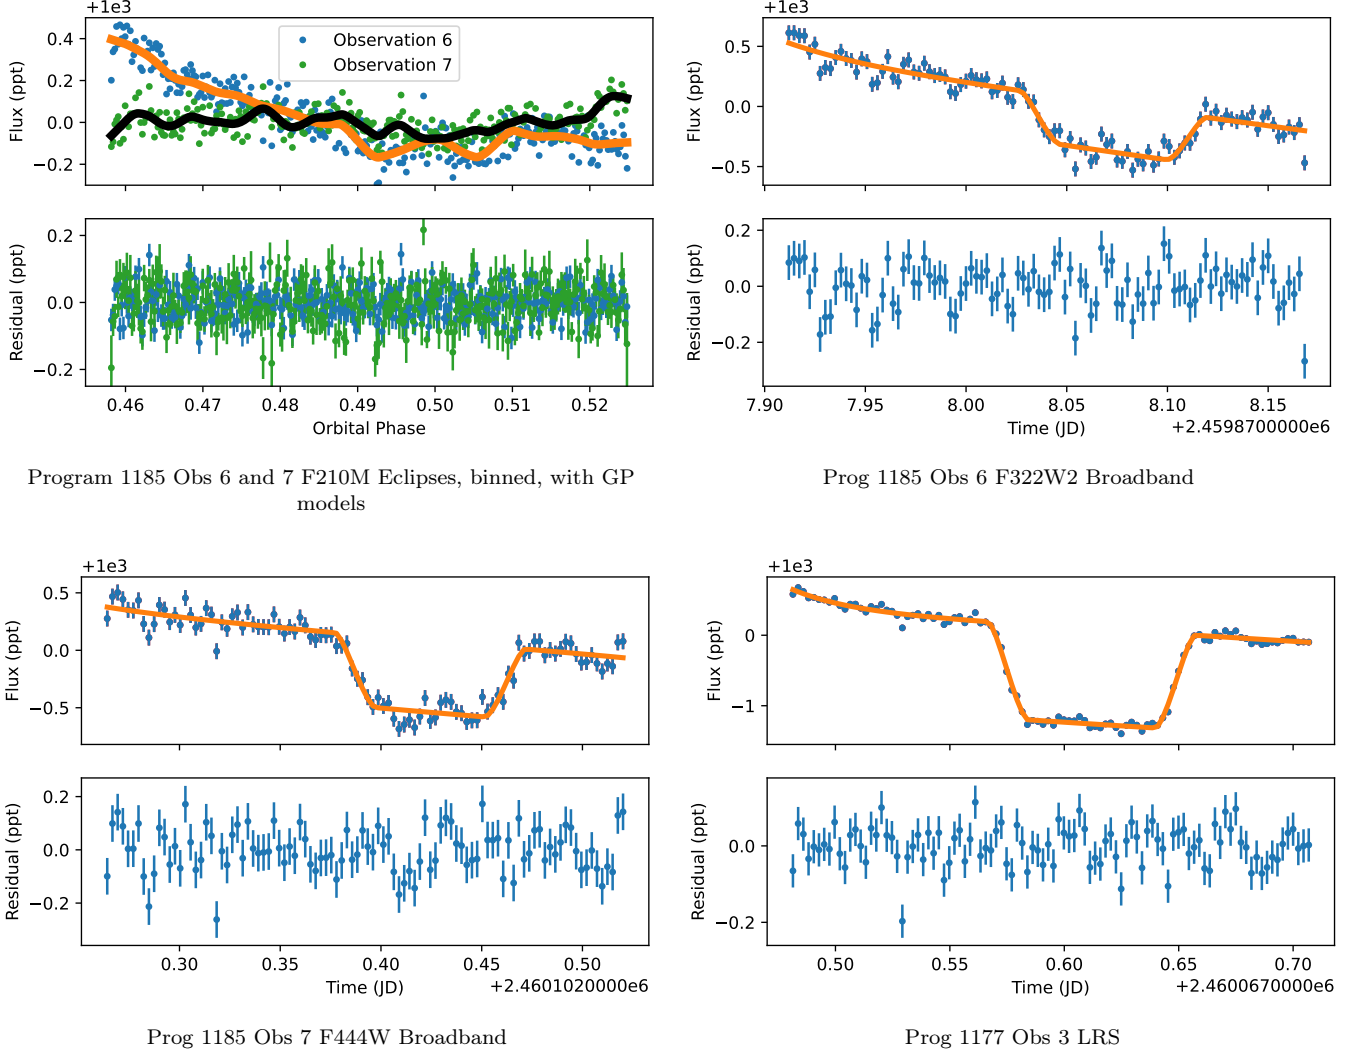 +1e3
Flux (ppt)
0.4
0.2
0.0
−0.2
Observation 6
Observation 7
Residual (ppt)
0.2
0.0
−0.2
0.46 0.47 0.48 0.49 0.50 0.51 0.52
Orbital Phase
Program 1185 Obs 6 and 7 F210M Eclipses, binned, with GP
models
+1e3
Flux (ppt)
0.5
0.0
−0.5
Residual (ppt)
0.2
0.0
−0.2
7.90 7.95 8.00 8.05 8.10 8.15
Time (JD) +2.4598700000e6
Prog 1185 Obs 6 F322W2 Broadband
+1e3
Flux (ppt)
0.5
0.0
−0.5
Residual (ppt)
0.2
0.0
−0.2
0.30 0.35 0.40 0.45 0.50
Time (JD) +2.4601020000e6
Prog 1185 Obs 7 F444W Broadband
+1e3
Flux (ppt)
0
−1
Residual (ppt)
0.0
−0.2
0.50 0.55 0.60 0.65 0.70
Time (JD) +2.4600670000e6
Prog 1177 Obs 3 LRS